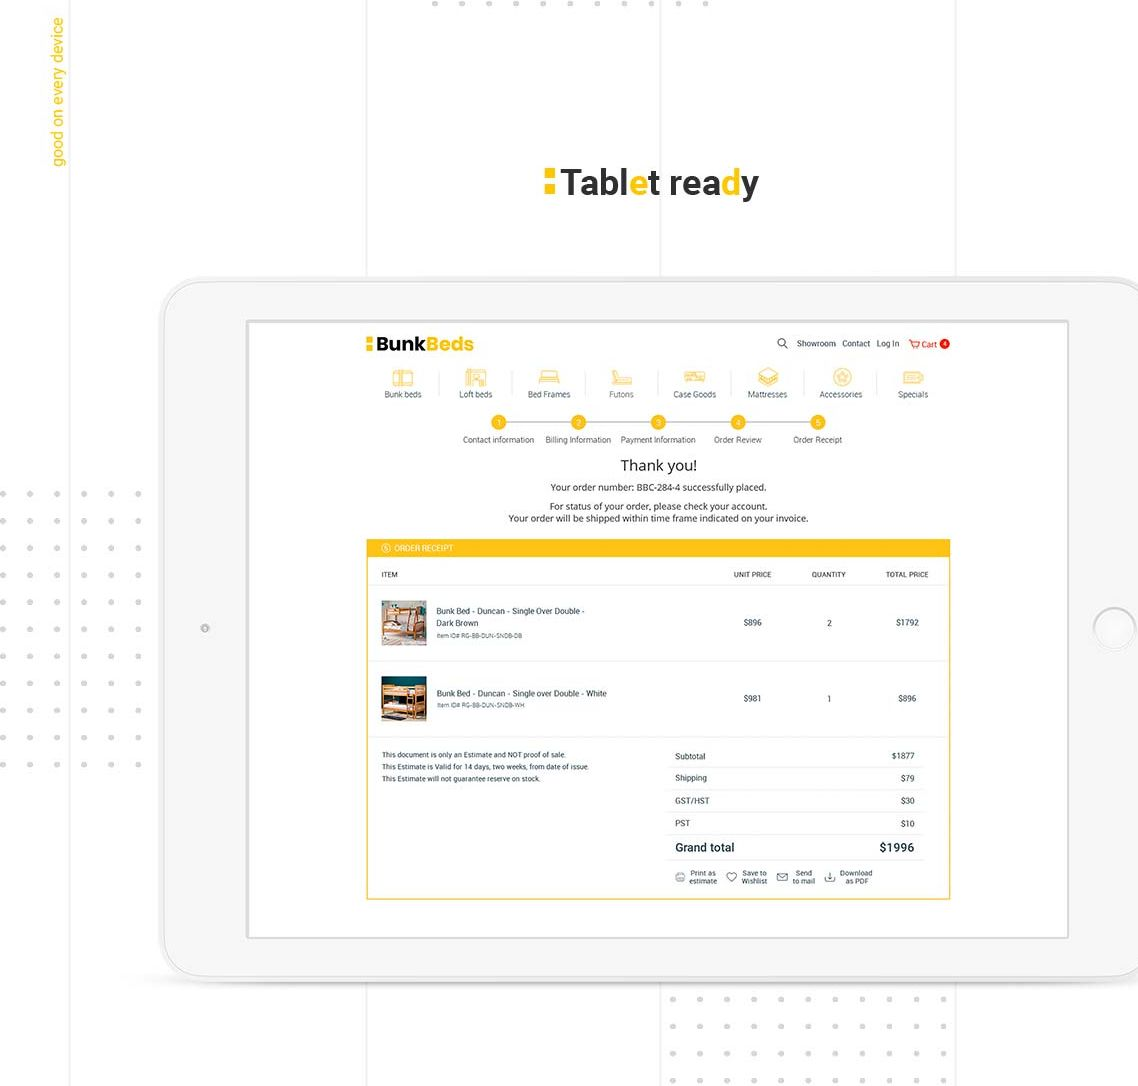 good on every device
Tablet ready
BunkBeds
Showroom Contact Log In Cart 4
Bunk beds Loft beds Bed Frames Futons Case Goods Mattresses Accessories Specials
1 2 3 4 5
Contact information Billing Information Payment Information Order Review Order Receipt
Thank you!
Your order number: BBC-284-4 successfully placed.
For status of your order, please check your account.
Your order will be shipped within time frame indicated on your invoice.
5 ORDER RECEIPT
ITEM UNIT PRICE QUANTITY TOTAL PRICE
Bunk Bed - Duncan - Single Over Double -
Dark Brown
Item ID# RG-BB-DUN-SNDB-DB
$896 2 $1792
Bunk Bed - Duncan - Single over Double - White
Item ID# RG-BB-DUN-SNDB-WH
$981 1 $896
This document is only an Estimate and NOT proof of sale.
This Estimate is Valid for 14 days, two weeks, from date of issue.
This Estimate will not guarantee reserve on stock.
Subtotal $1877
Shipping $79
GST/HST $30
PST $10
Grand total $1996
Print as
estimate
Save to
Wishlist
Send
to mail
Download
as PDF